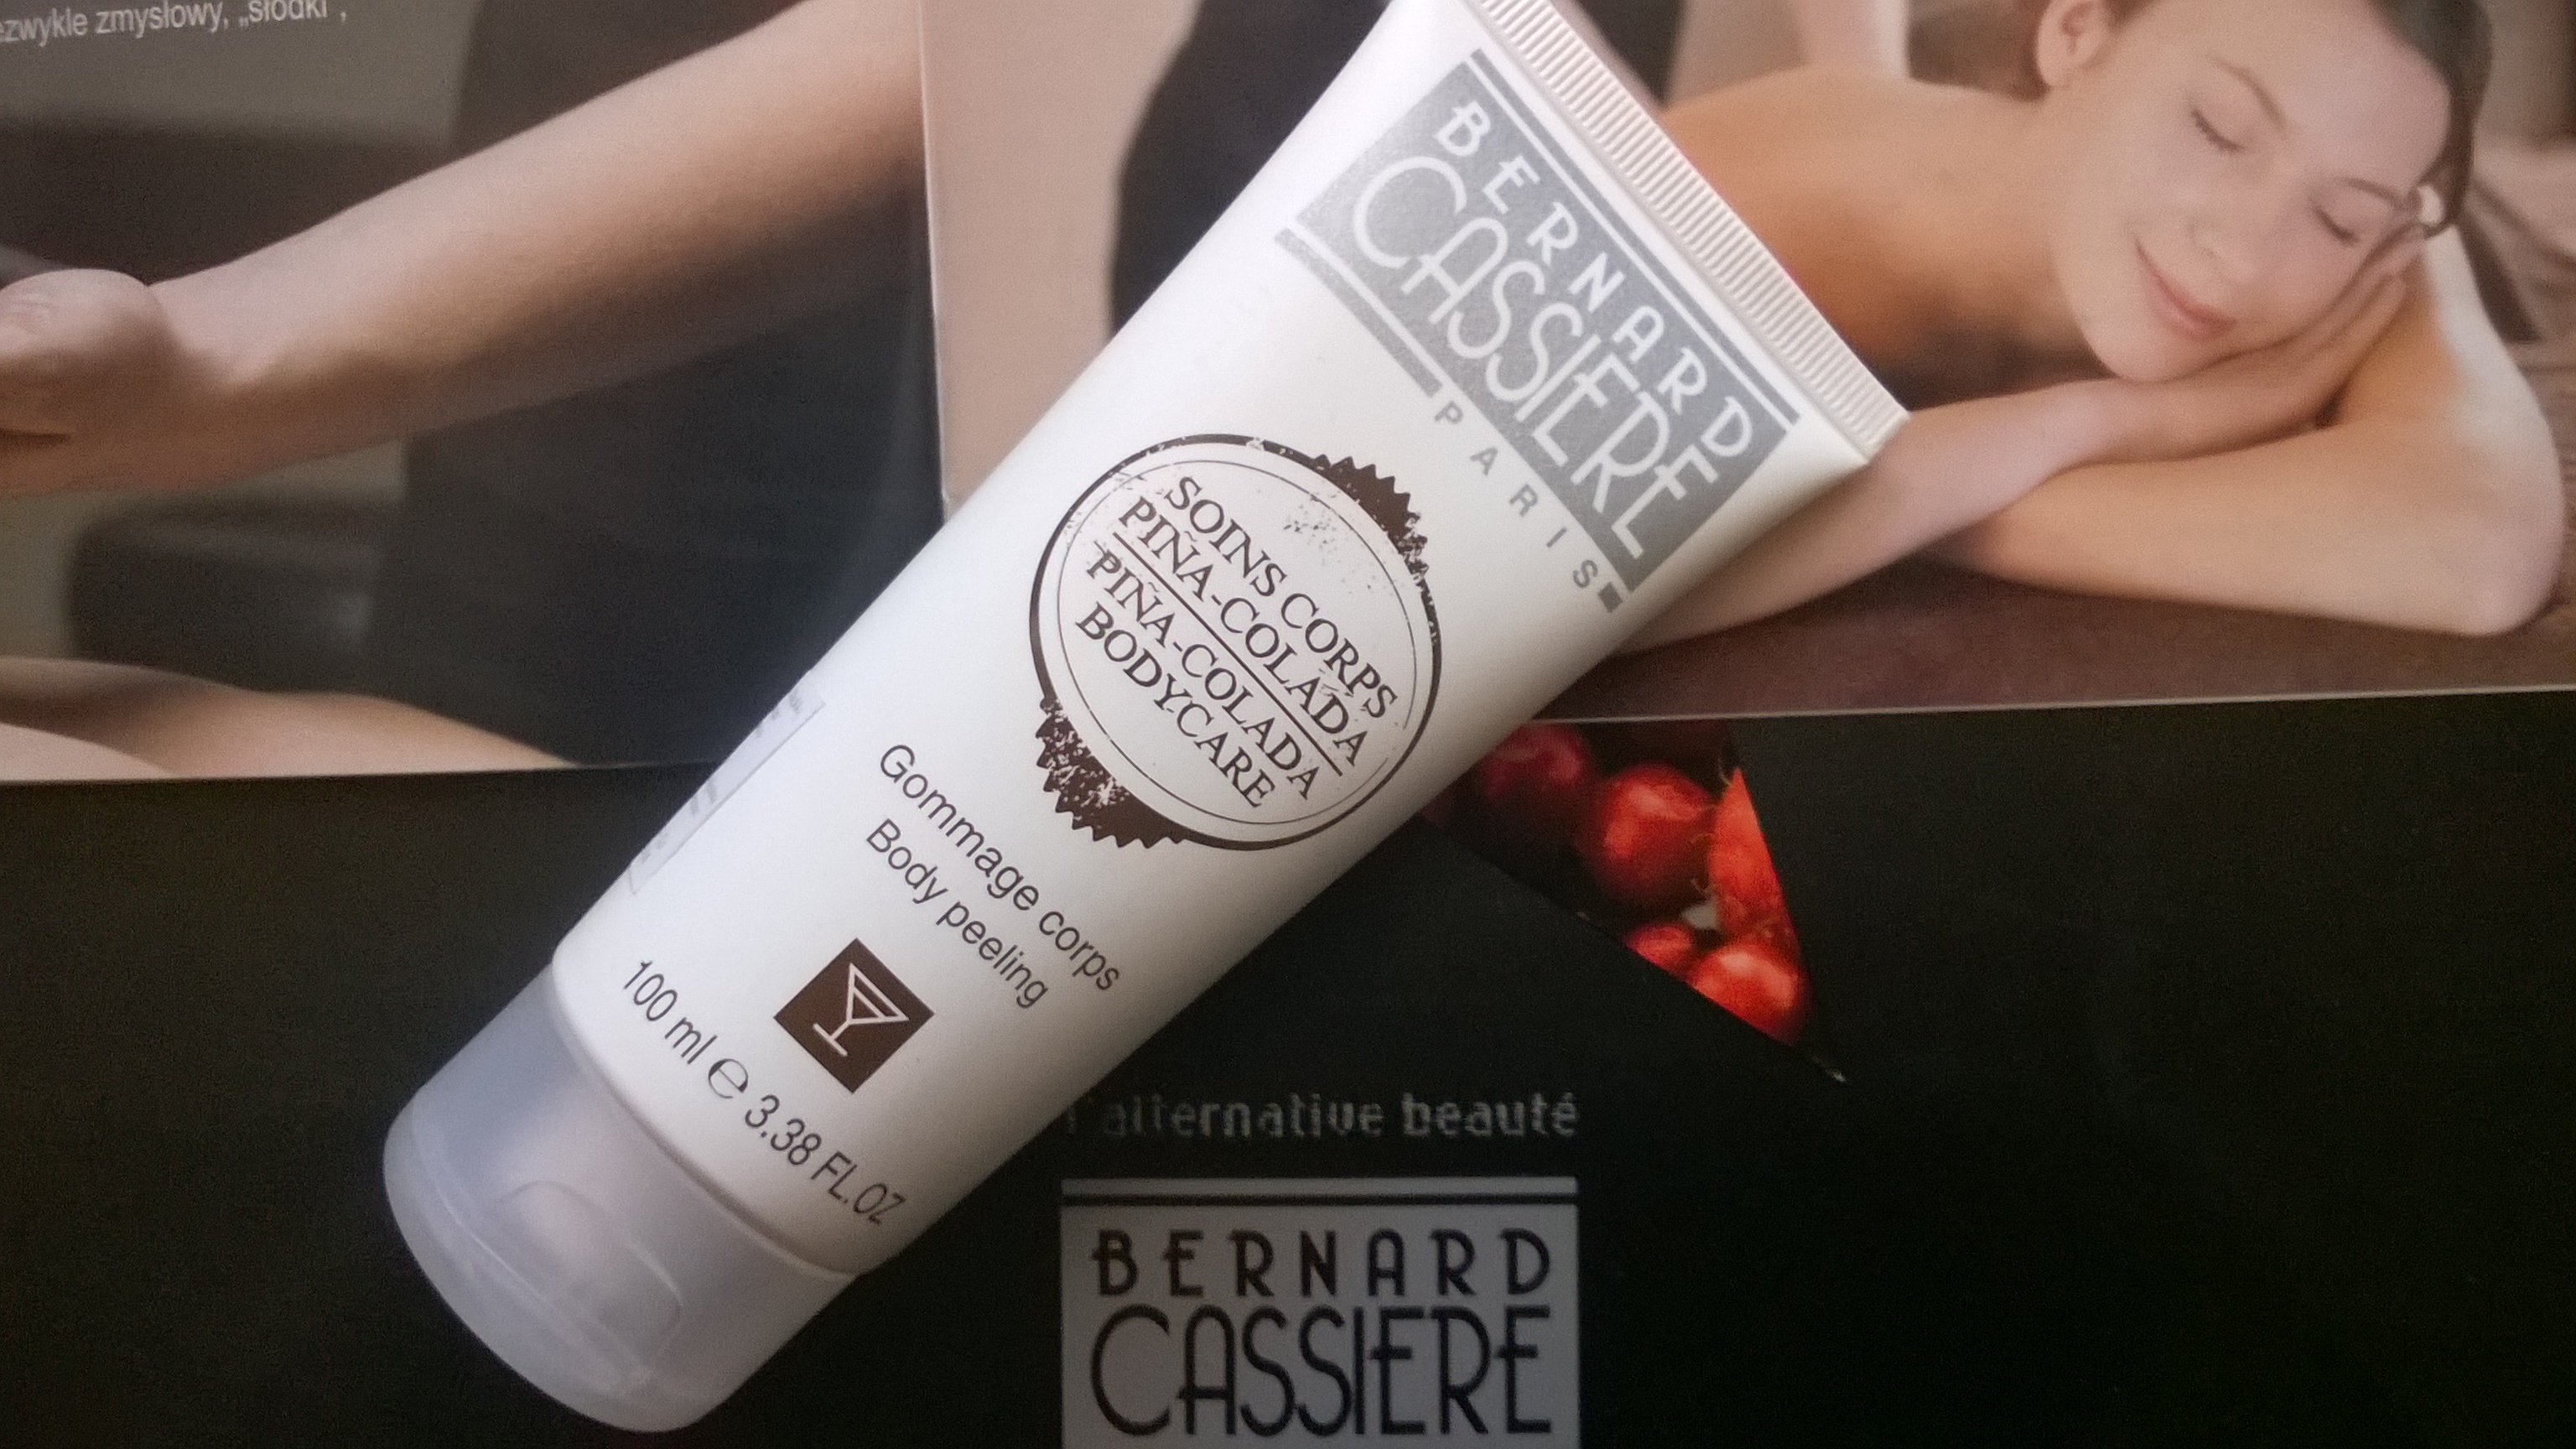 zmysłowy, „słodki",
BERNARD
CASSIERE
PARIS
SOINS CORPS
PIÑA-COLADA
PIÑA-COLADA
BODYCARE
Gommage corps
Body peeling
100 ml ℮ 3.38 FL.OZ
alternative beauté
BERNARD
CASSIERE